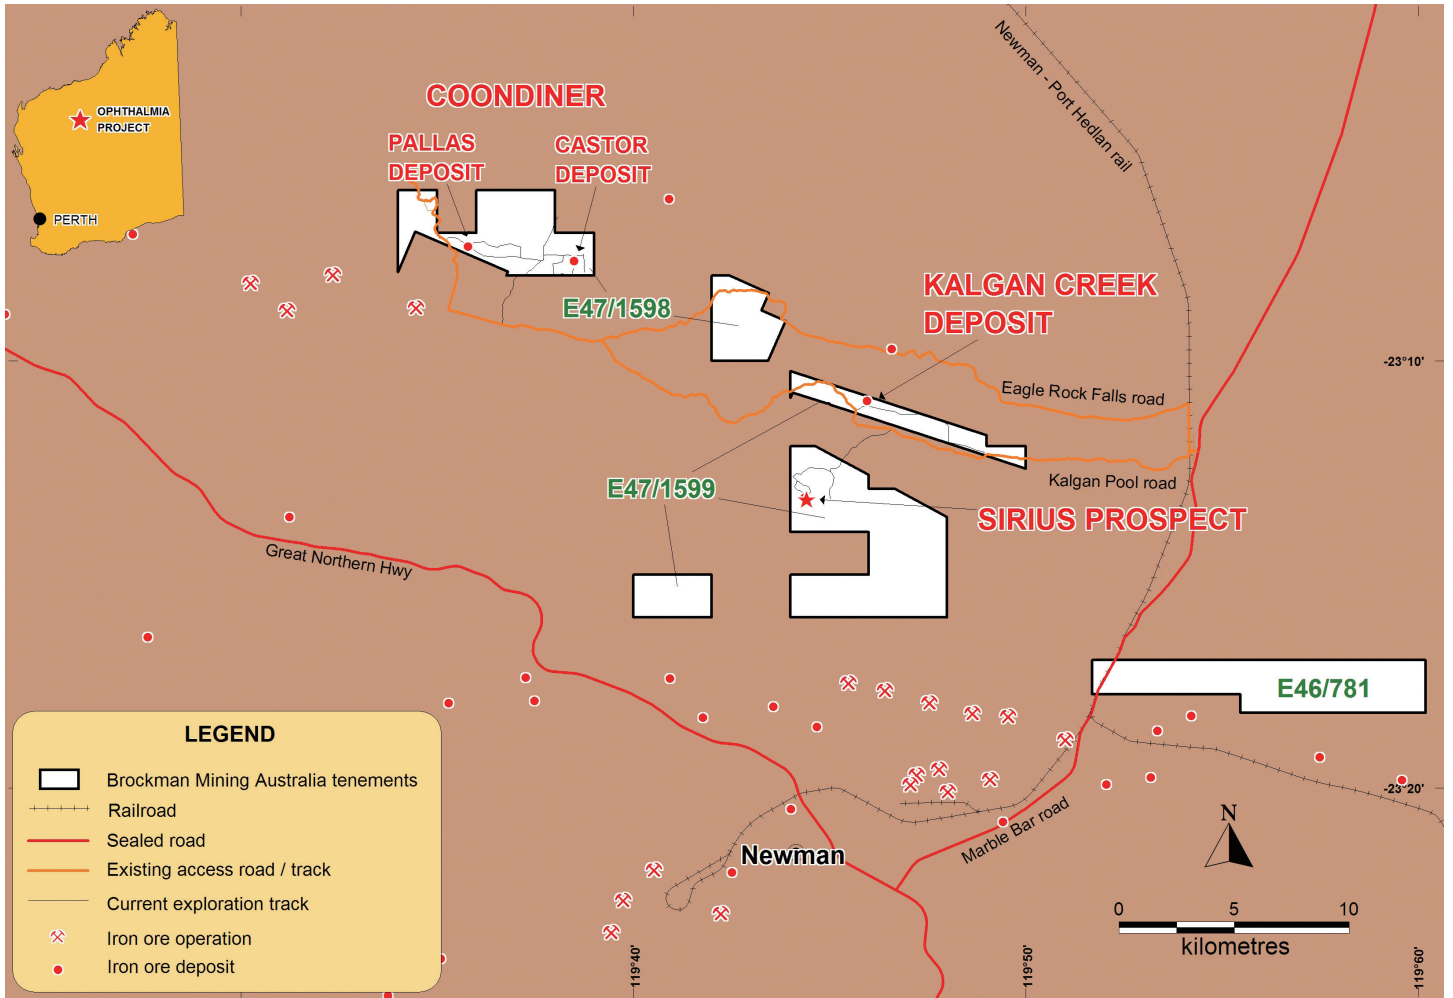 OPHTHALMIA
PROJECT
PERTH
COONDINER
PALLAS
DEPOSIT
CASTOR
DEPOSIT
Newman - Port Hedlan rail
E47/1598
KALGAN CREEK
DEPOSIT
-23°10'
Eagle Rock Falls road
Kalgan Pool road
E47/1599
SIRIUS PROSPECT
Great Northern Hwy
E46/781
-23°20'
Marble Bar road
Newman
N
0 5 10
kilometres
119°40'
119°50'
119°60'
LEGEND
Brockman Mining Australia tenements
Railroad
Sealed road
Existing access road / track
Current exploration track
Iron ore operation
Iron ore deposit